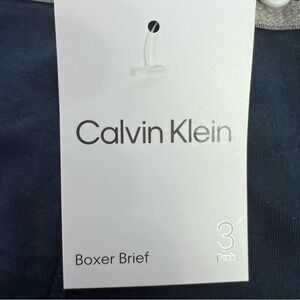 Calvin Klein
3
Pack
Boxer Brief